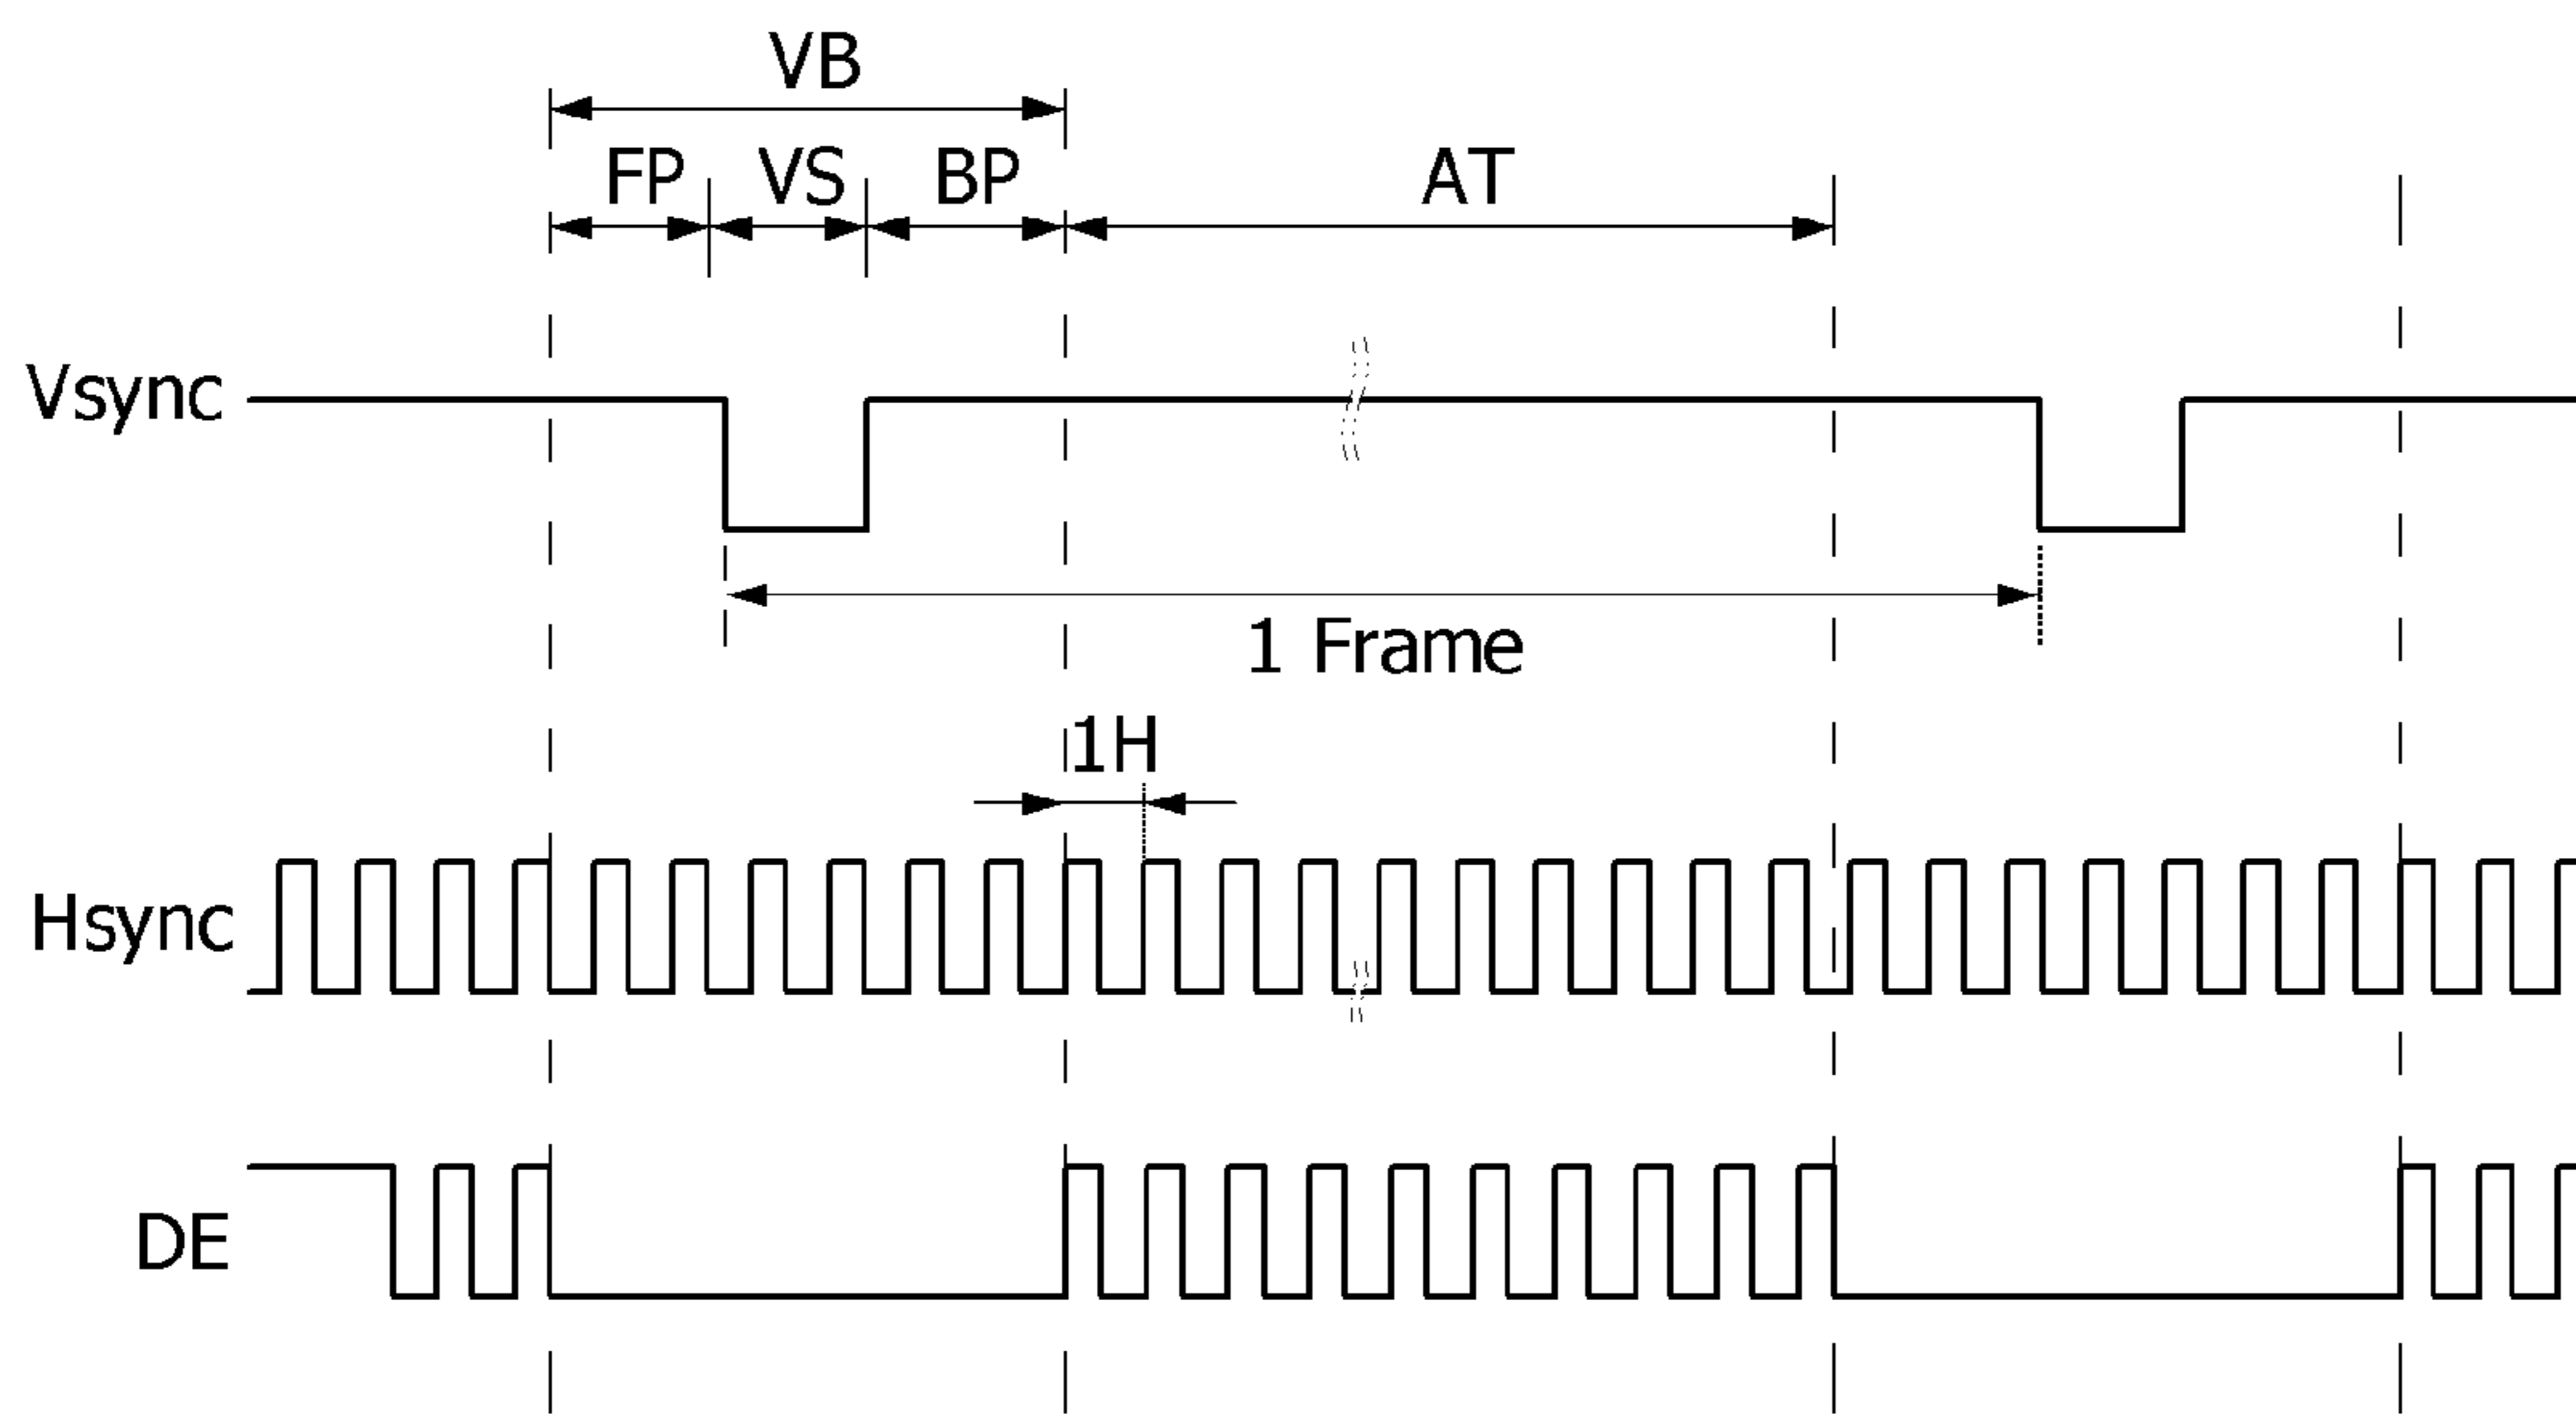 VB
FP VS BP AT
Vsync
1 Frame
1H
Hsync
DE